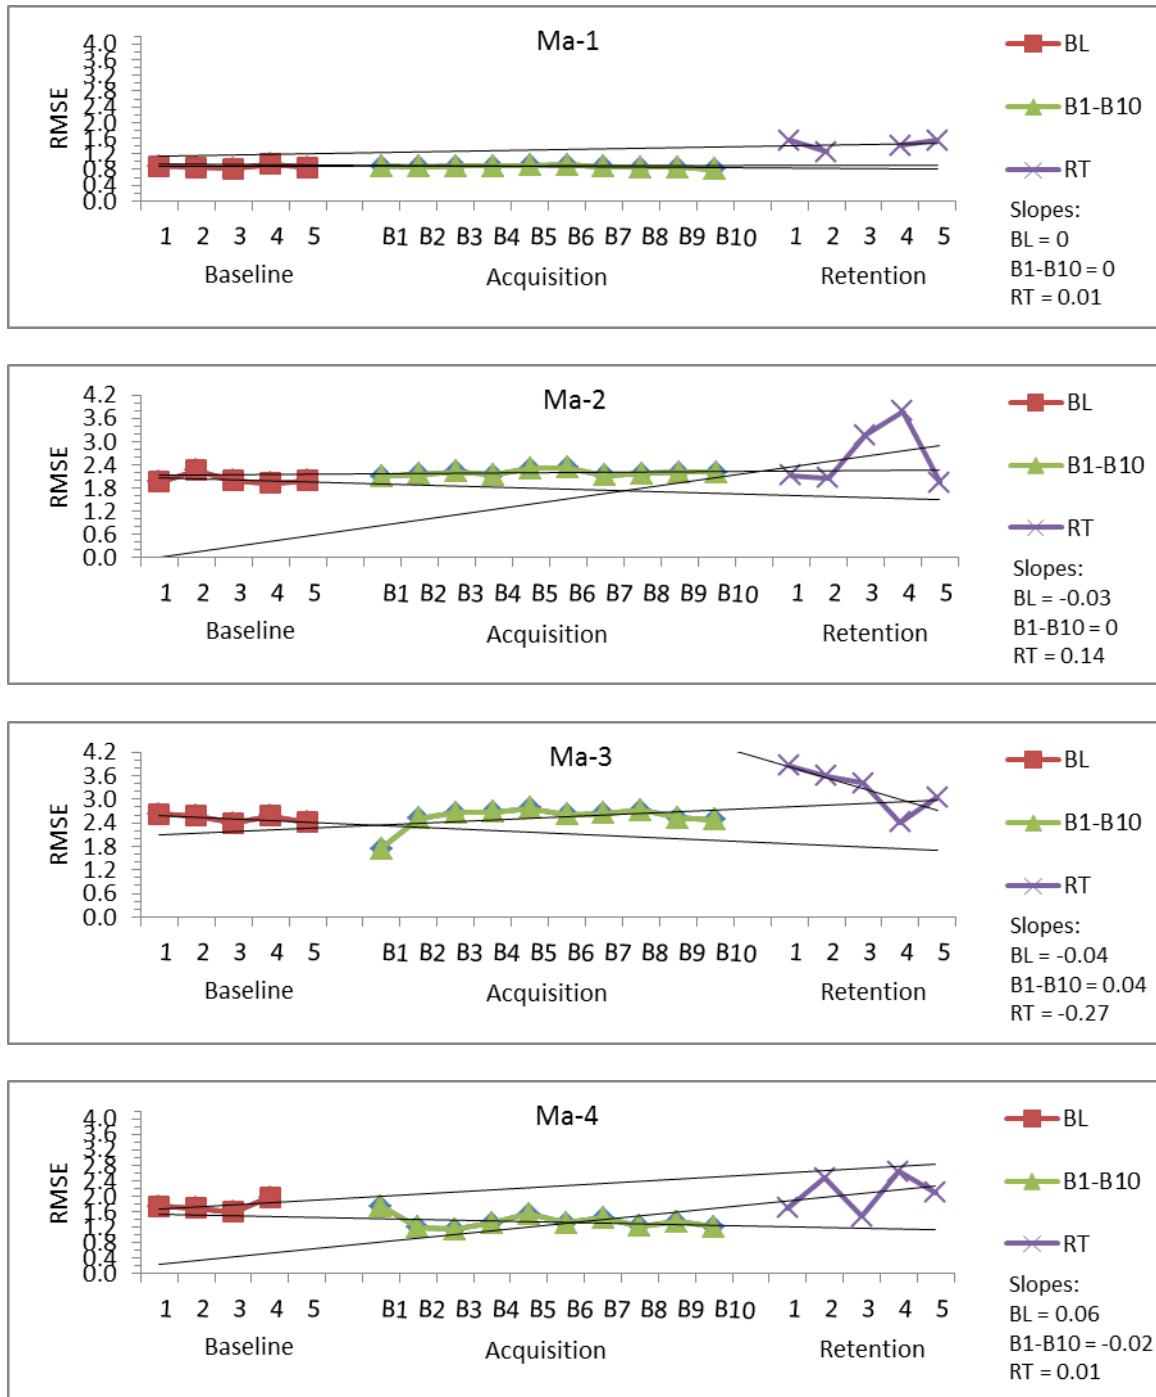 Ma-1
RMSE
4.0
3.6
3.2
2.8
2.4
2.0
1.6
1.2
0.8
0.4
0.0
1 2 3 4 5 B1 B2 B3 B4 B5 B6 B7 B8 B9 B10 1 2 3 4 5
Baseline Acquisition Retention
BL
B1-B10
RT
Slopes:
BL = 0
B1-B10 = 0
RT = 0.01
Ma-2
RMSE
4.2
3.6
3.0
2.4
1.8
1.2
0.6
0.0
1 2 3 4 5 B1 B2 B3 B4 B5 B6 B7 B8 B9 B10 1 2 3 4 5
Baseline Acquisition Retention
BL
B1-B10
RT
Slopes:
BL = -0.03
B1-B10 = 0
RT = 0.14
Ma-3
RMSE
4.2
3.6
3.0
2.4
1.8
1.2
0.6
0.0
1 2 3 4 5 B1 B2 B3 B4 B5 B6 B7 B8 B9 B10 1 2 3 4 5
Baseline Acquisition Retention
BL
B1-B10
RT
Slopes:
BL = -0.04
B1-B10 = 0.04
RT = -0.27
Ma-4
RMSE
4.0
3.6
3.2
2.8
2.4
2.0
1.6
1.2
0.8
0.4
0.0
1 2 3 4 5 B1 B2 B3 B4 B5 B6 B7 B8 B9 B10 1 2 3 4 5
Baseline Acquisition Retention
BL
B1-B10
RT
Slopes:
BL = 0.06
B1-B10 = -0.02
RT = 0.01